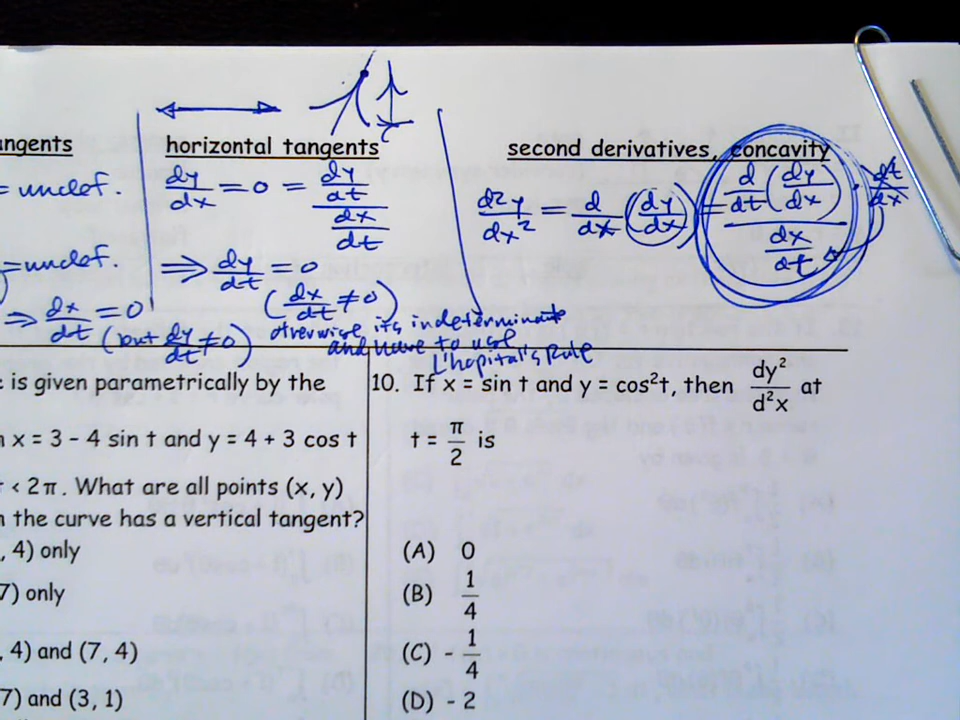 angents
= undef.
= undef.
⇒ dx/dt = 0
(but dy/dt ≠ 0)
horizontal tangents
dy/dx = 0 = (dy/dt)/(dx/dt)
⇒ dy/dt = 0
(dx/dt ≠ 0)
otherwise, its indeterminate
and have to use
L'hopital's Rule
second derivatives, concavity
d²y/dx² = d/dx (dy/dx) = (d/dt (dy/dx))/(dx/dt) · dt/dx
is given parametrically by the
x = 3 - 4 sin t and y = 4 + 3 cos t
< 2π. What are all points (x, y)
the curve has a vertical tangent?
, 4) only
7) only
, 4) and (7, 4)
7) and (3, 1)
10. If x = sin t and y = cos²t, then dy²/d²x at
t = π/2 is
(A) 0
(B) 1/4
(C) - 1/4
(D) - 2